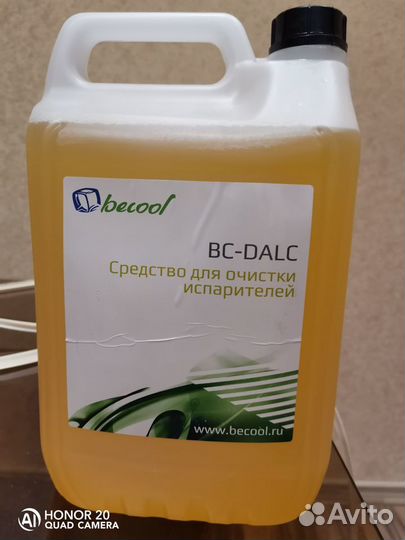 becool
BC-DALC
Средство для очистки
испарителей
www.becool.ru
HONOR 20
QUAD CAMERA
Avito